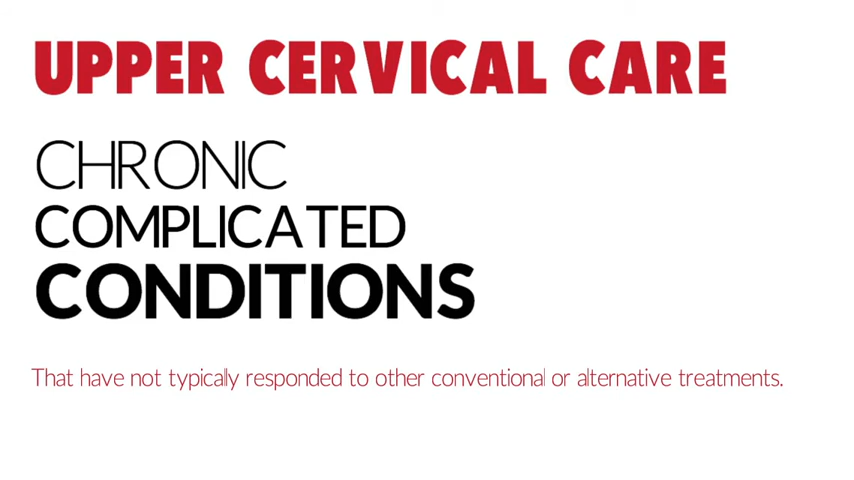 UPPER CERVICAL CARE
CHRONIC
COMPLICATED
CONDITIONS
That have not typically responded to other conventional or alternative treatments.